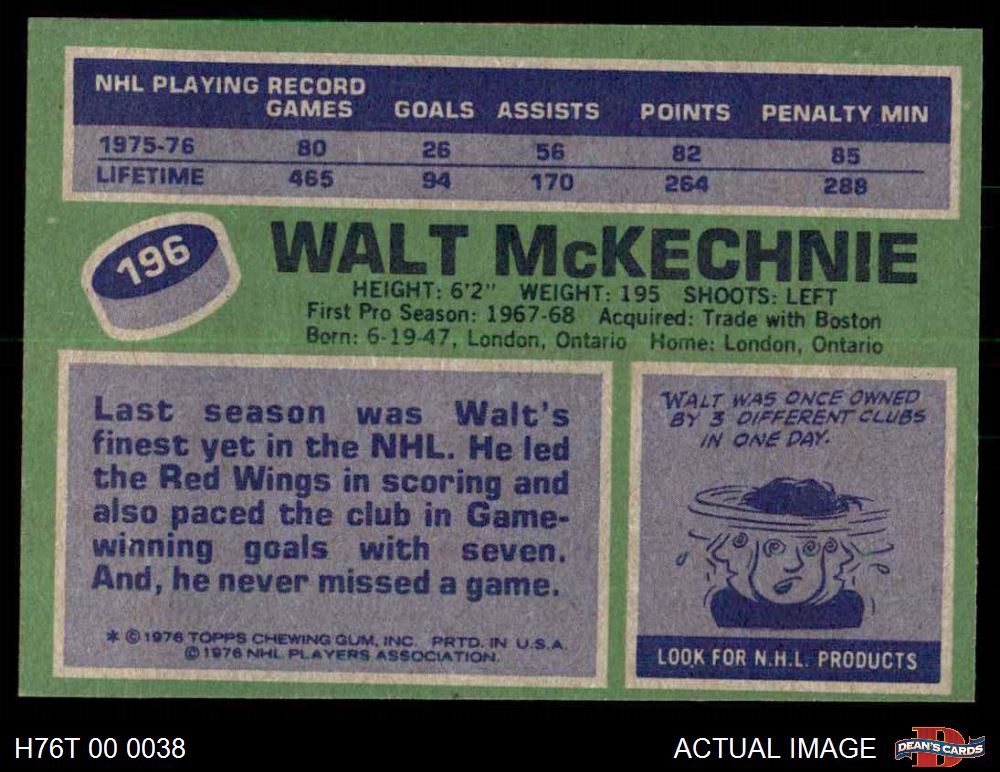 NHL PLAYING RECORD
GAMES GOALS ASSISTS POINTS PENALTY MIN
1975-76 80 26 56 82 85
LIFETIME 465 94 170 264 288
196
WALT McKECHNIE
HEIGHT: 6'2" WEIGHT: 195 SHOOTS: LEFT
First Pro Season: 1967-68 Acquired: Trade with Boston
Born: 6-19-47, London, Ontario Home: London, Ontario
Last season was Walt's
finest yet in the NHL. He led
the Red Wings in scoring and
also paced the club in Game-
winning goals with seven.
And, he never missed a game.
* © 1976 TOPPS CHEWING GUM, INC. PRTD. IN U.S.A.
© 1976 NHL PLAYERS ASSOCIATION.
WALT WAS ONCE OWNED
BY 3 DIFFERENT CLUBS
IN ONE DAY.
LOOK FOR N.H.L. PRODUCTS
H76T 00 0038
ACTUAL IMAGE
D
DEAN'S CARDS